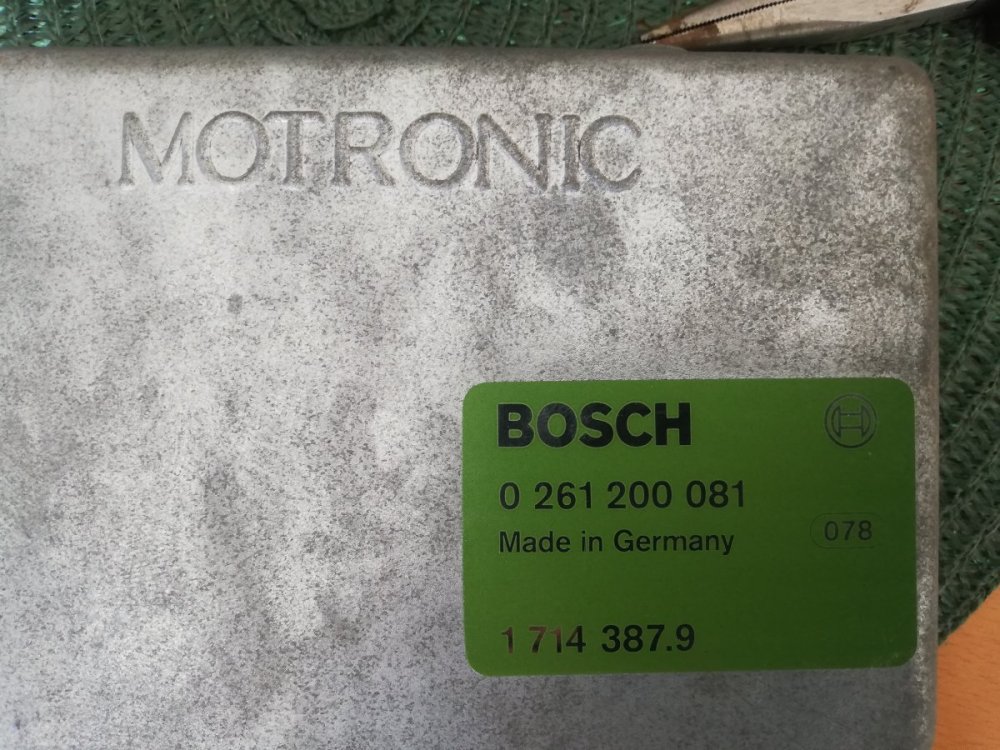 MOTRONIC
BOSCH
0 261 200 081
Made in Germany
078
1 714 387.9